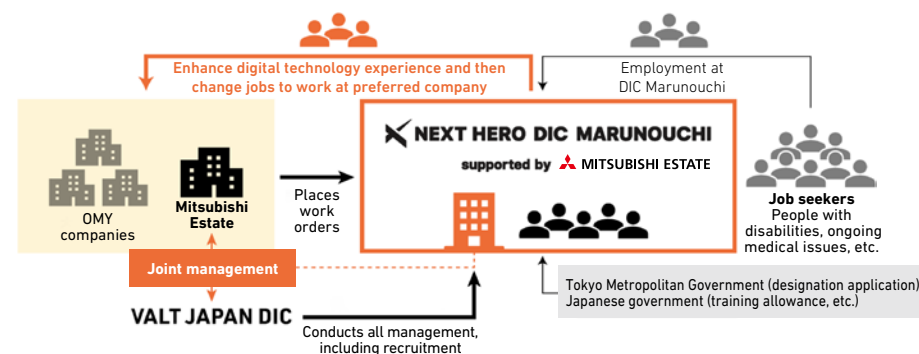 Enhance digital technology experience and then
change jobs to work at preferred company
Employment at
DIC Marunouchi
NEXT HERO DIC MARUNOUCHI
supported by MITSUBISHI ESTATE
OMY
companies
Mitsubishi
Estate
Places
work
orders
Job seekers
People with
disabilities, ongoing
medical issues, etc.
Joint management
Tokyo Metropolitan Government (designation application)
Japanese government (training allowance, etc.)
VALT JAPAN DIC
Conducts all management,
including recruitment